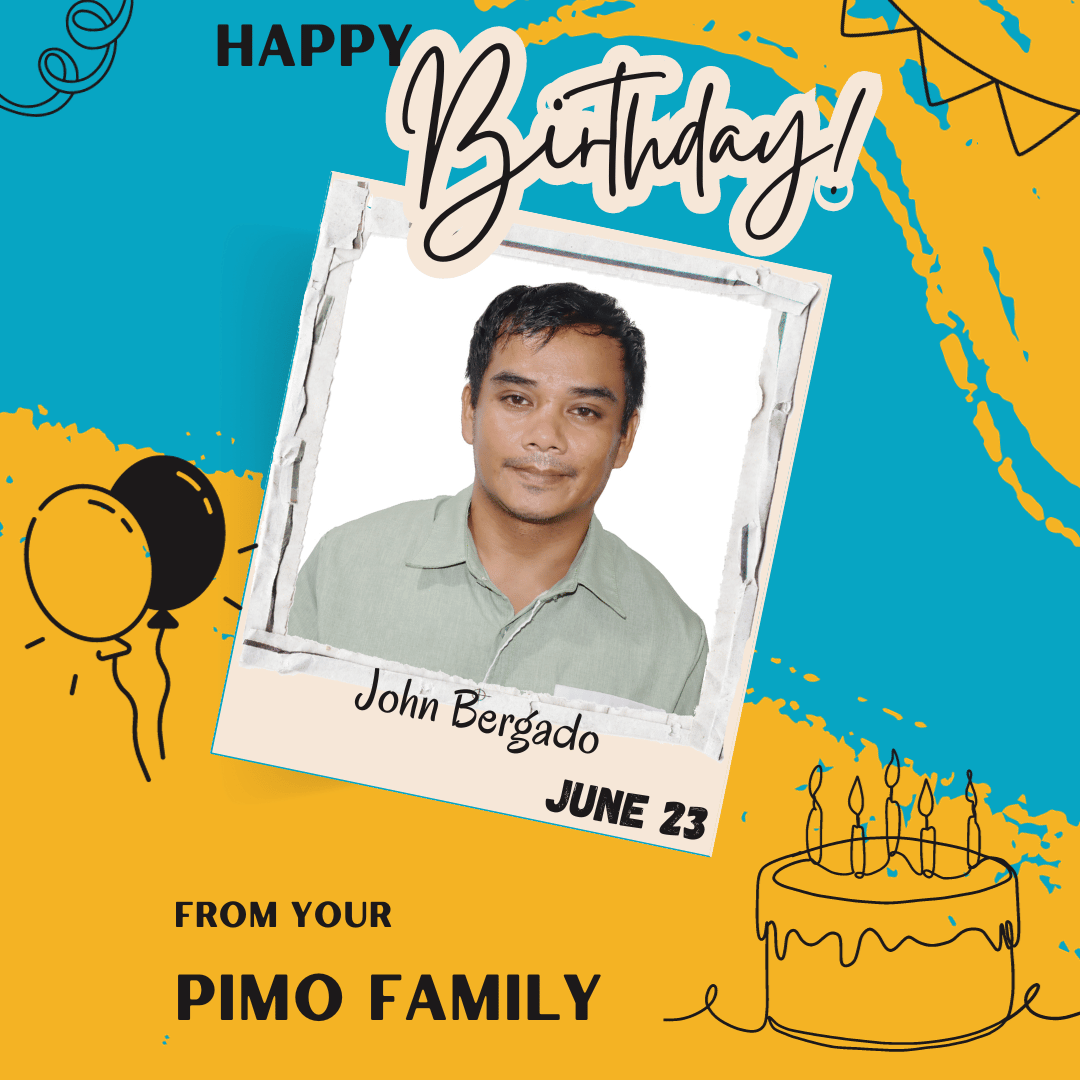 HAPPY
Birthday!
John Bergado
JUNE 23
FROM YOUR
PIMO FAMILY